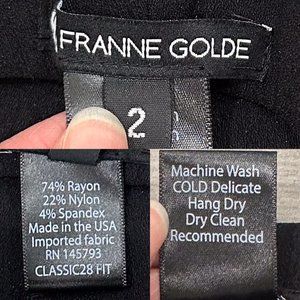 FRANNE GOLDE
2
74% Rayon
22% Nylon
4% Spandex
Made in the USA
Imported fabric
RN 145793
CLASSIC28 FIT
Machine Wash
COLD Delicate
Hang Dry
Dry Clean
Recommended